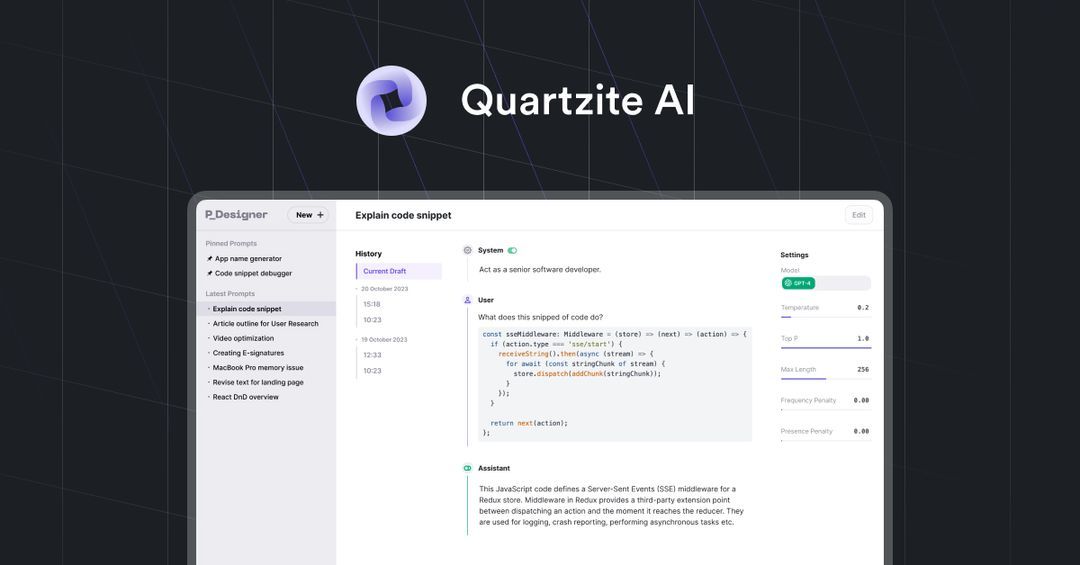 Quartzite AI
P_Designer
New +
Pinned Prompts
App name generator
Code snippet debugger
Latest Prompts
· Explain code snippet
· Article outline for User Research
· Video optimization
· Creating E-signatures
· MacBook Pro memory issue
· Revise text for landing page
· React DnD overview
Explain code snippet
Edit
History
Current Draft
20 October 2023
15:18
10:23
19 October 2023
12:33
10:23
System
Act as a senior software developer.
User
What does this snipped of code do?
const sseMiddleware: Middleware = (store) => (next) => (action) => {
  if (action.type === 'sse/start') {
    receiveString().then(async (stream) => {
      for await (const stringChunk of stream) {
        store.dispatch(addChunk(stringChunk));
      }
    });
  }

  return next(action);
};
Assistant
This JavaScript code defines a Server-Sent Events (SSE) middleware for a
Redux store. Middleware in Redux provides a third-party extension point
between dispatching an action and the moment it reaches the reducer. They
are used for logging, crash reporting, performing asynchronous tasks etc.
Settings
Model
GPT-4
Temperature 0.2
Top P 1.0
Max Length 256
Frequency Penalty 0.00
Presence Penalty 0.00